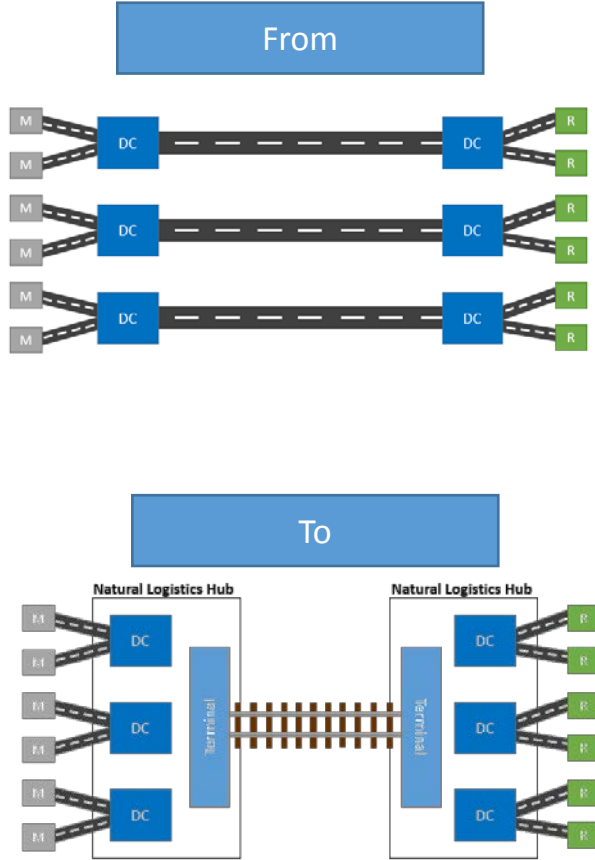 From
M DC DC R
M R
M DC DC R
M R
M DC DC R
M R
To
Natural Logistics Hub Natural Logistics Hub
M DC DC R
M R
Terminal Terminal
M DC DC R
M R
M DC DC R
M R